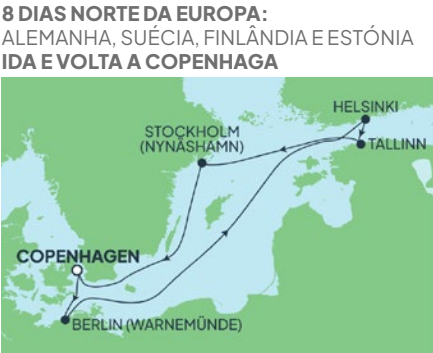 8 DIAS NORTE DA EUROPA:
ALEMANHA, SUÉCIA, FINLÂNDIA E ESTÓNIA
IDA E VOLTA A COPENHAGA
HELSINKI
STOCKHOLM
(NYNÄSHAMN)
TALLINN
COPENHAGEN
BERLIN (WARNEMÜNDE)